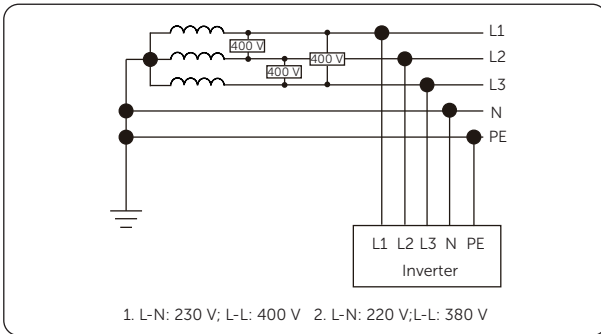 L1
400 V
L2
400 V
400 V
L3
N
PE
L1 L2 L3 N PE
Inverter
1. L-N: 230 V; L-L: 400 V 2. L-N: 220 V;L-L: 380 V